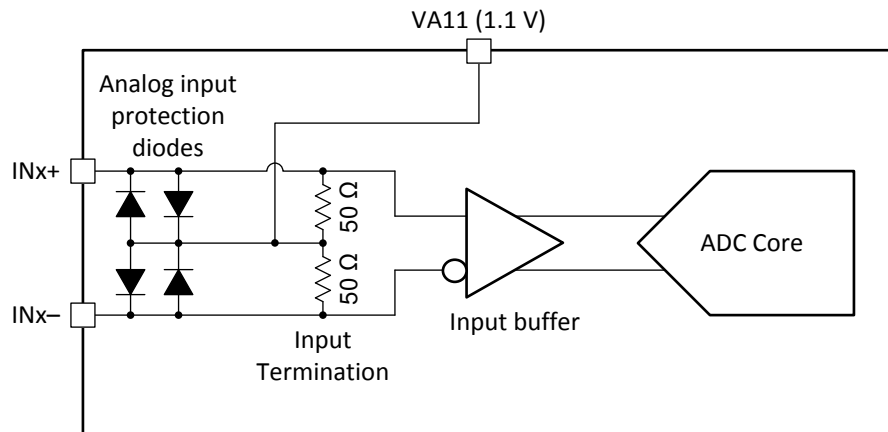 VA11 (1.1 V)
Analog input
protection
diodes
INx+
50 Ω
50 Ω
ADC Core
INx–
Input buffer
Input
Termination